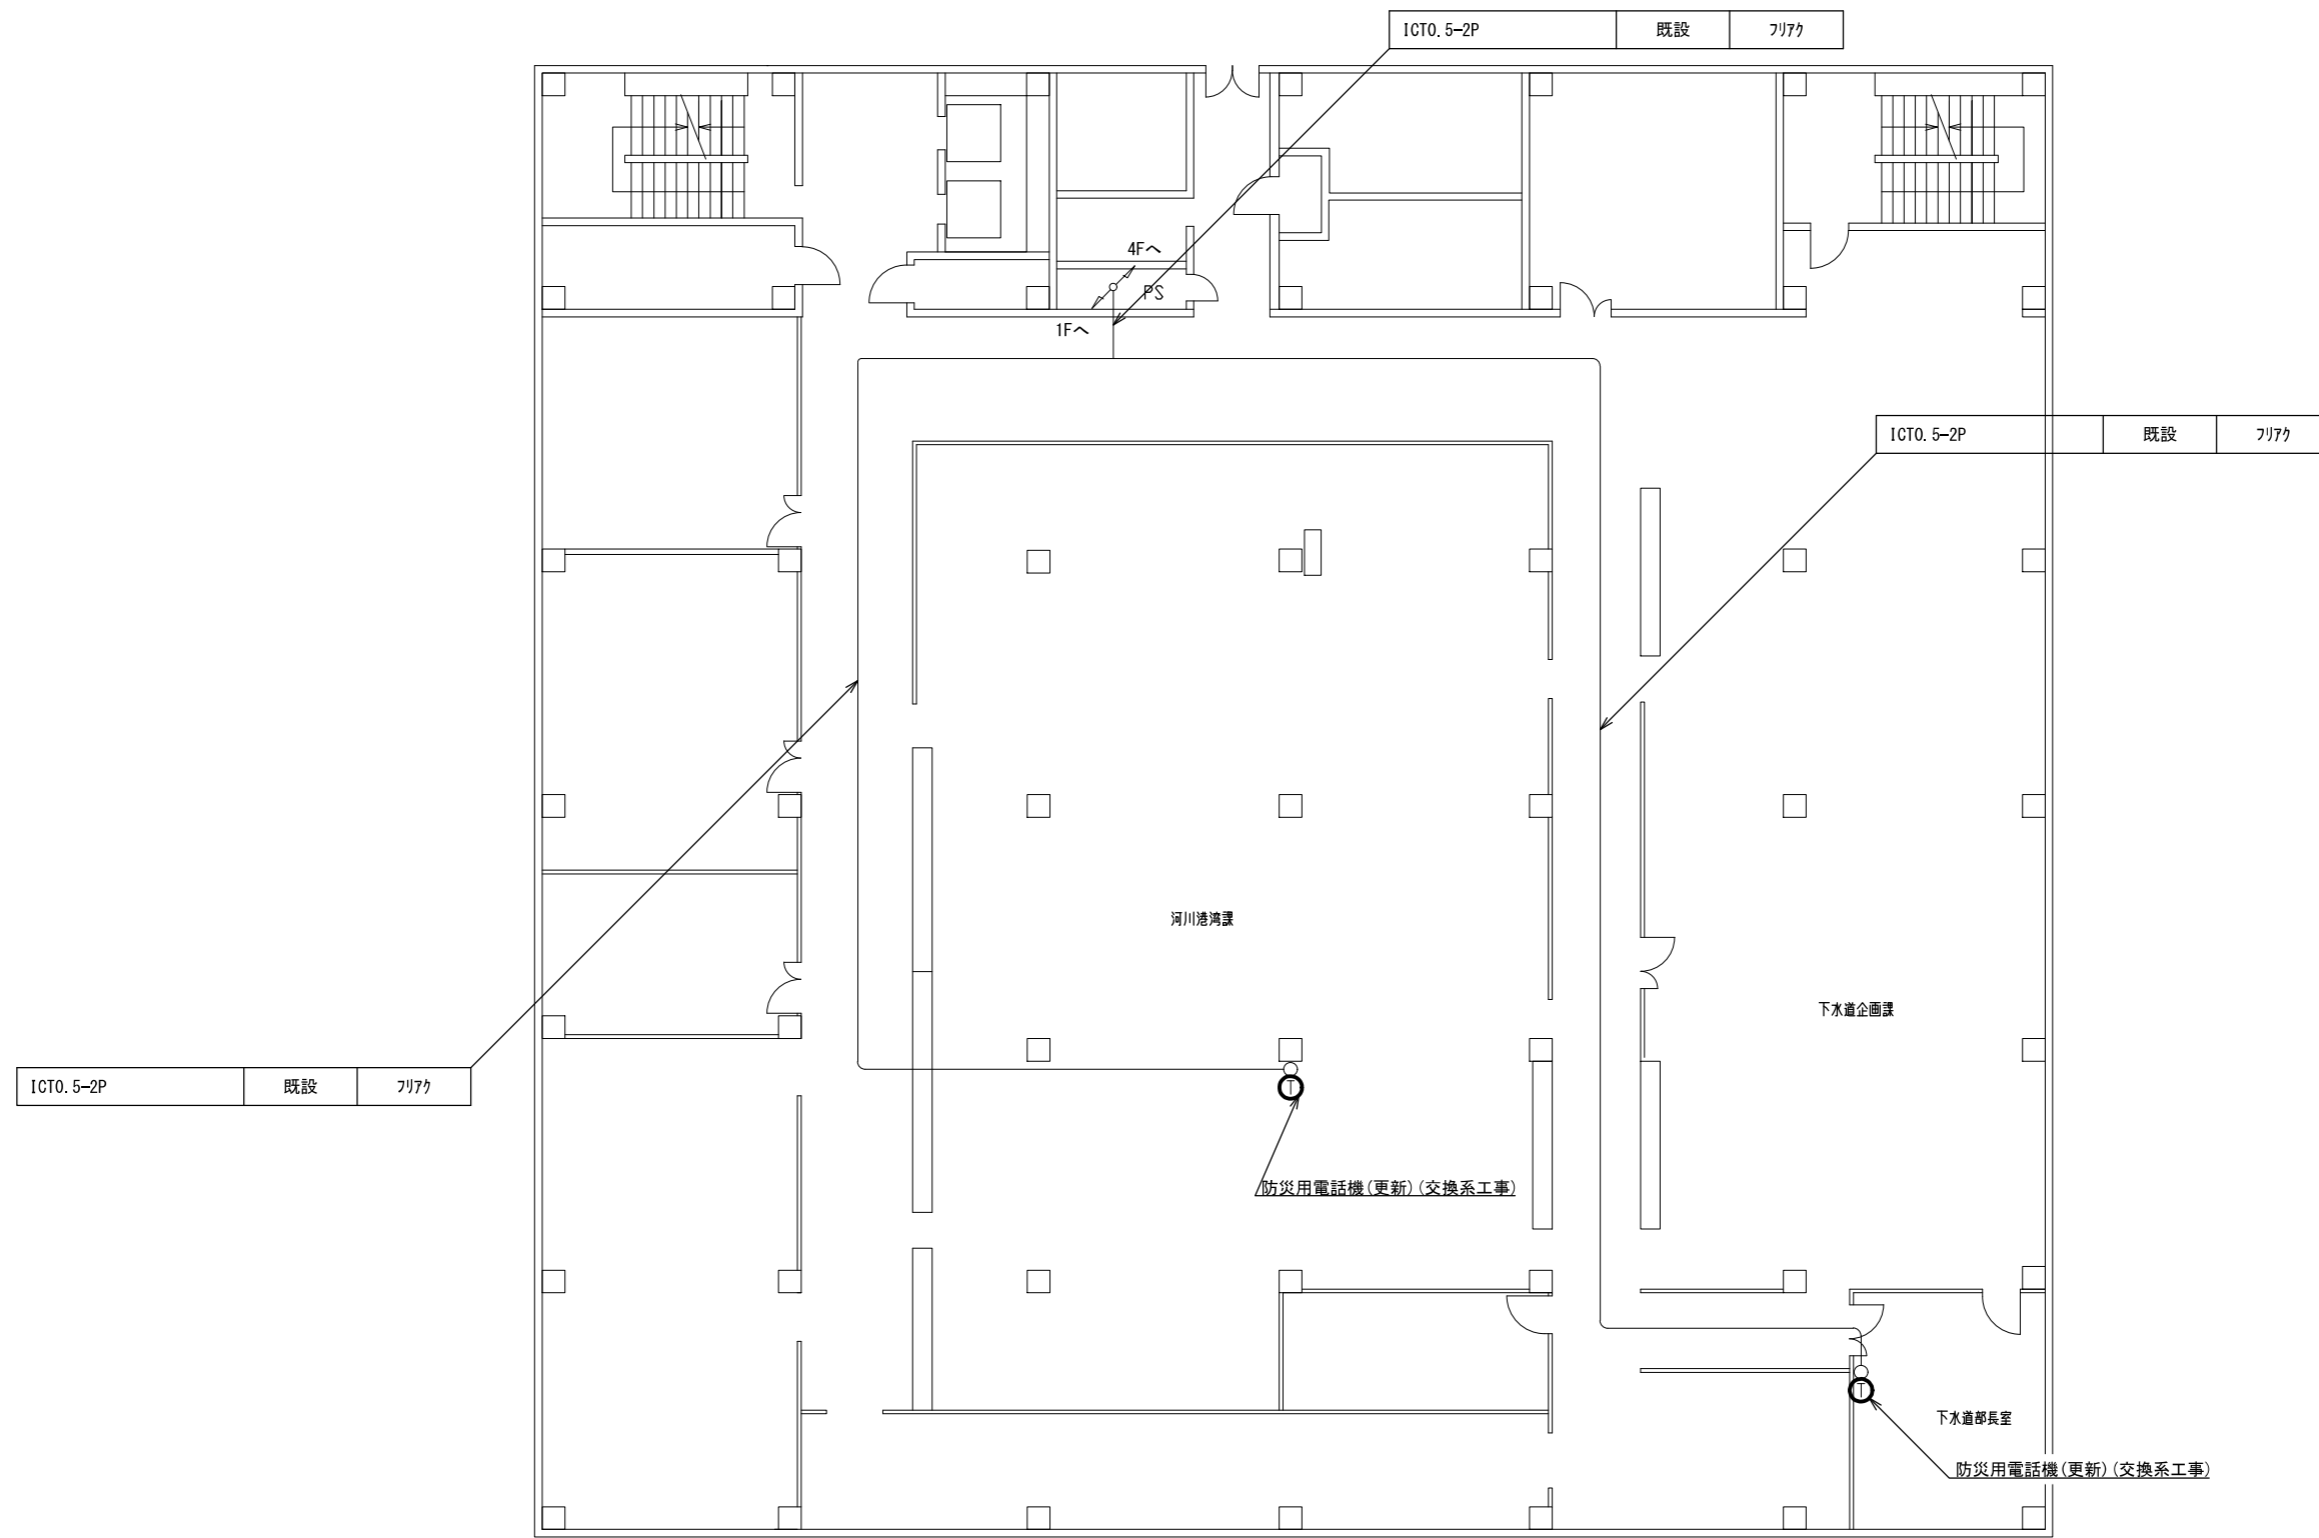 ICT0.5-2P 既設 フリアク
4Fへ
PS
1Fへ
ICT0.5-2P 既設 フリアク
河川港湾課
下水道企画課
ICT0.5-2P 既設 フリアク
T
防災用電話機(更新)(交換系工事)
T
下水道部長室
防災用電話機(更新)(交換系工事)